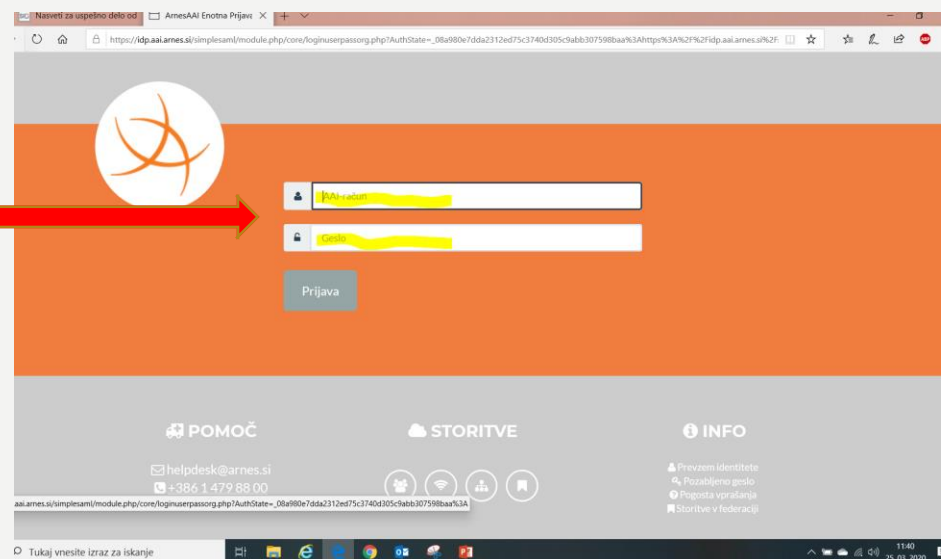 Nasveti za uspešno delo od
ArnesAAI Enotna Prijava
https://idp.aai.arnes.si/simplesaml/module.php/core/loginuserpassorg.php?AuthState=_08a980e7dda2312ed75c3740d305c9abb307598baa%3Ahttps%3A%2F%2Fidp.aai.arnes.si%2F
AAI-račun
Geslo
Prijava
POMOČ
STORITVE
INFO
helpdesk@arnes.si
+386 1 479 88 00
Prevzem identitete
Pozabljeno geslo
Pogosta vprašanja
Storitve v federaciji
aai.arnes.si/simplesaml/module.php/core/loginuserpassorg.php?AuthState=_08a980e7dda2312ed75c3740d305c9abb307598baa%3A
Tukaj vnesite izraz za iskanje
11:40
25. 03. 2020